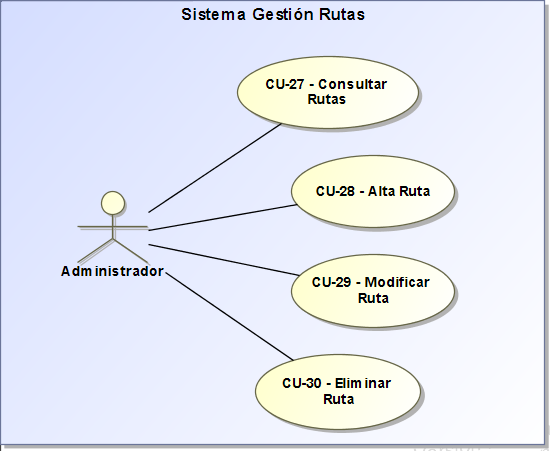 Sistema Gestión Rutas
CU-27 - Consultar
Rutas
CU-28 - Alta Ruta
Administrador
CU-29 - Modificar
Ruta
CU-30 - Eliminar
Ruta